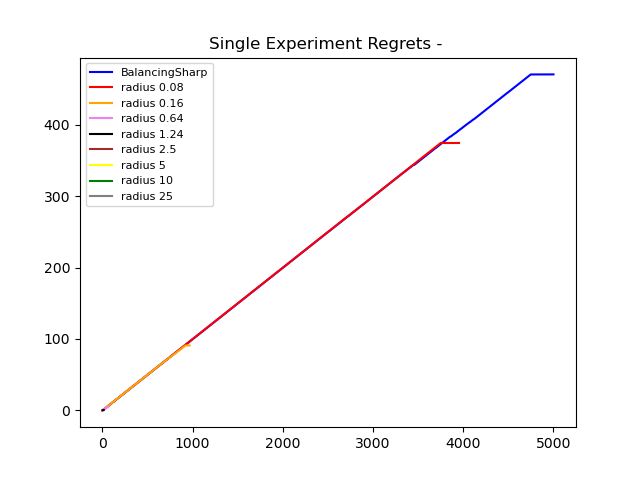 Single Experiment Regrets -
BalancingSharp
radius 0.08
radius 0.16
radius 0.64
radius 1.24
radius 2.5
radius 5
radius 10
radius 25
400
300
200
100
0
0 1000 2000 3000 4000 5000